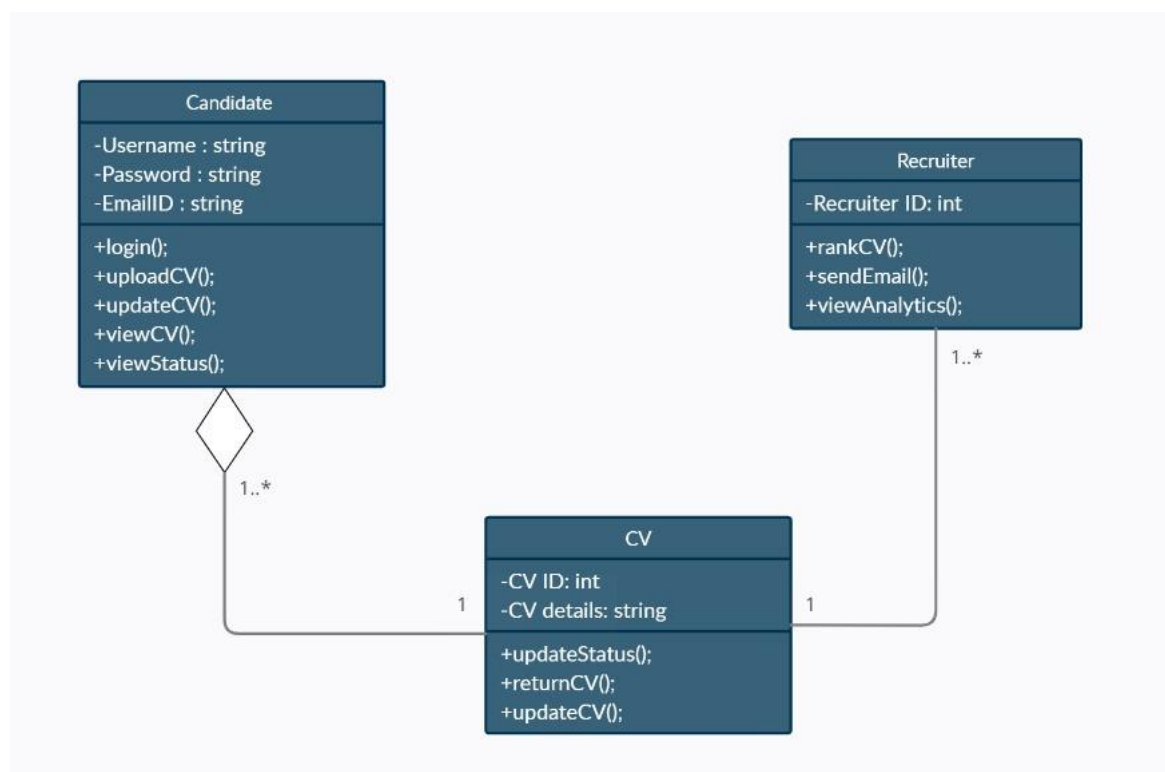 Candidate
-Username : string
-Password : string
-EmailID : string
+login();
+uploadCV();
+updateCV();
+viewCV();
+viewStatus();
1..*
Recruiter
-Recruiter ID: int
+rankCV();
+sendEmail();
+viewAnalytics();
1..*
CV
-CV ID: int
-CV details: string
+updateStatus();
+returnCV();
+updateCV();
1
1